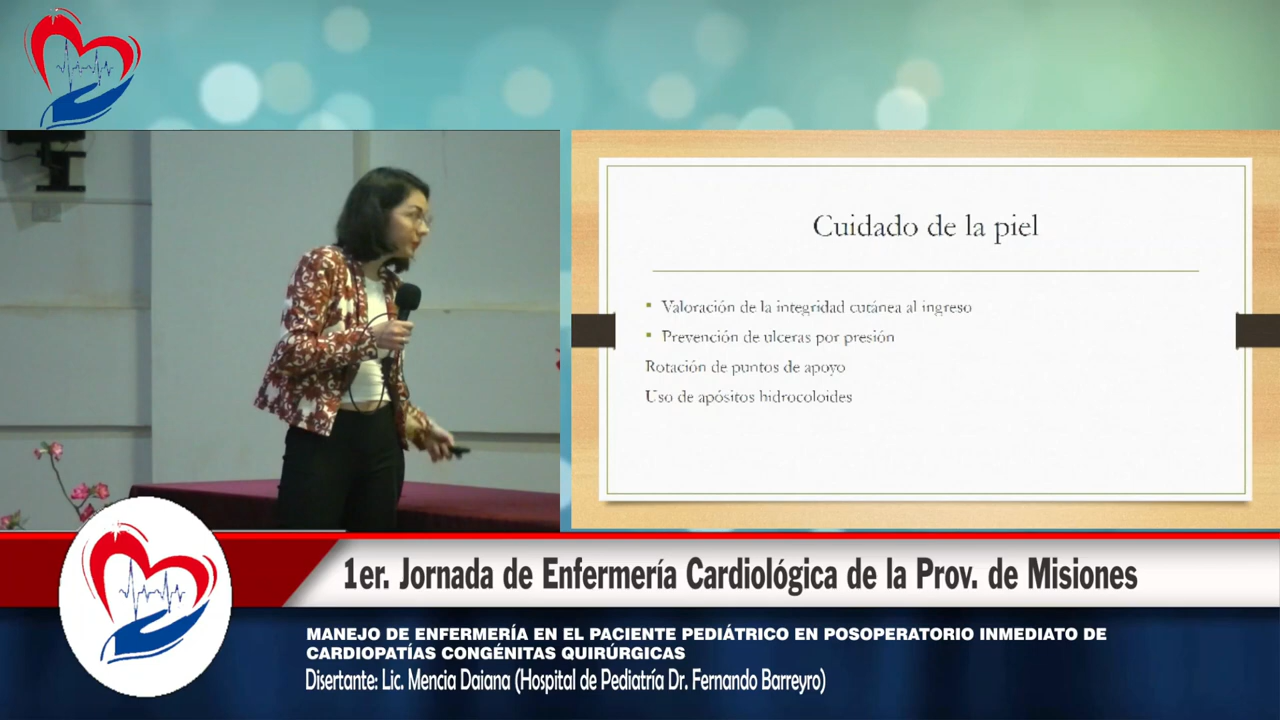 Cuidado de la piel
Valoración de la integridad cutánea al ingreso
Prevención de ulceras por presión
Rotación de puntos de apoyo
Uso de apósitos hidrocoloides
1er. Jornada de Enfermería Cardiológica de la Prov. de Misiones
MANEJO DE ENFERMERÍA EN EL PACIENTE PEDIÁTRICO EN POSOPERATORIO INMEDIATO DE
CARDIOPATÍAS CONGÉNITAS QUIRÚRGICAS
Disertante: Lic. Mencia Daiana (Hospital de Pediatría Dr. Fernando Barreyro)